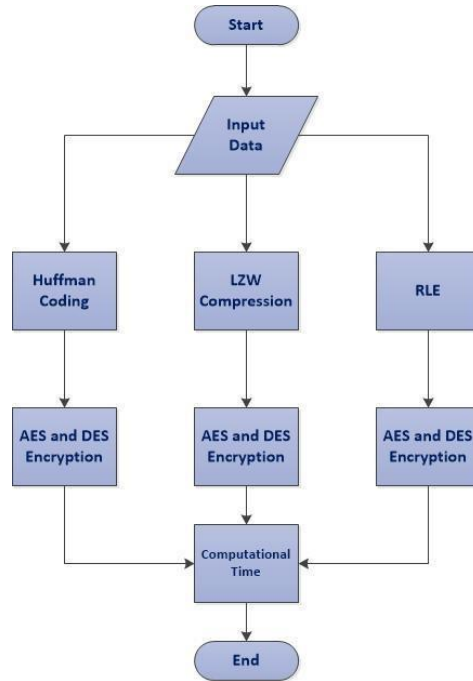 Start
Input
Data
Huffman
Coding
LZW
Compression
RLE
AES and DES
Encryption
AES and DES
Encryption
AES and DES
Encryption
Computational
Time
End